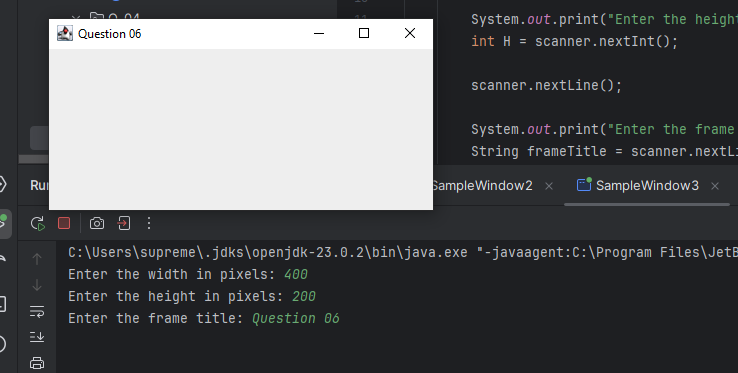 Q_04
Question 06
System.out.print("Enter the height
int H = scanner.nextInt();
scanner.nextLine();
System.out.print("Enter the frame
String frameTitle = scanner.nextLi
SampleWindow2
SampleWindow3
C:\Users\supreme\.jdks\openjdk-23.0.2\bin\java.exe "-javaagent:C:\Program Files\JetB
Enter the width in pixels: 400
Enter the height in pixels: 200
Enter the frame title: Question 06